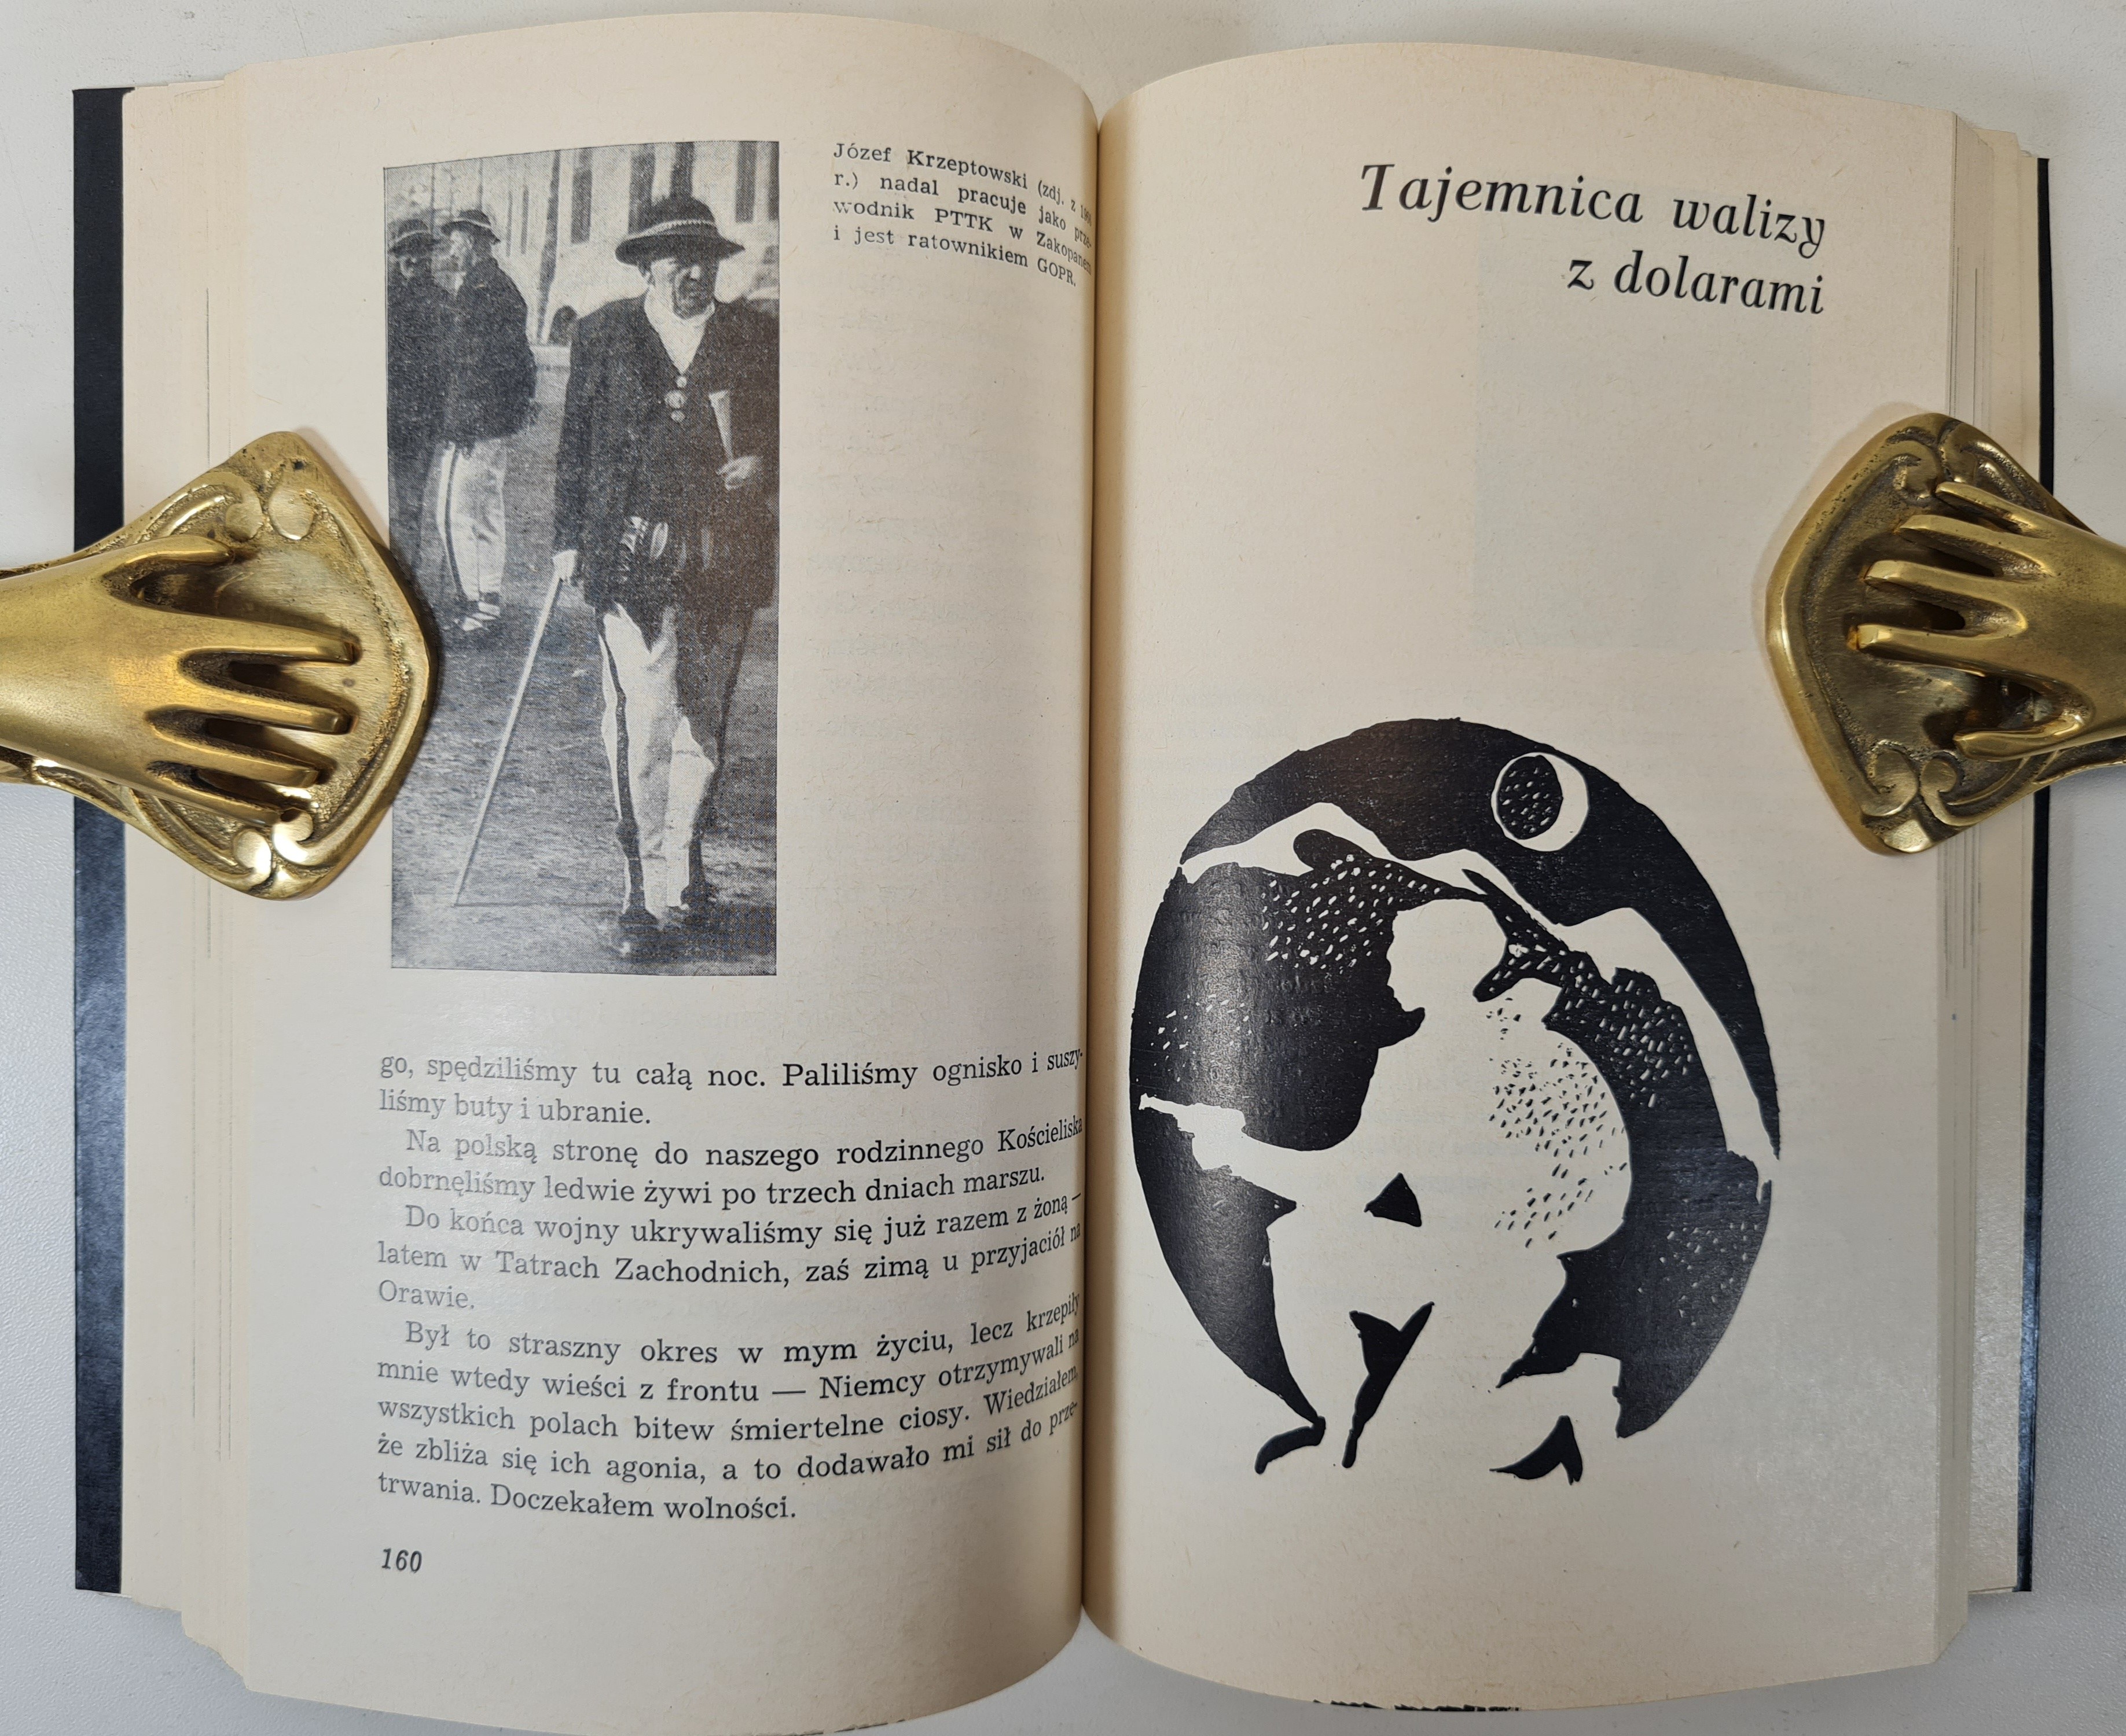 Józef Krzeptowski (zdj. z
r.) nadal pracuje jako prze-
wodnik PTTK w Zakopanem
i jest ratownikiem GOPR.
go, spędziliśmy tu całą noc. Paliliśmy ognisko i suszy-
liśmy buty i ubranie.
Na polską stronę do naszego rodzinnego Kościeliska
dobrnęliśmy ledwie żywi po trzech dniach marszu.
Do końca wojny ukrywaliśmy się już razem z żoną —
latem w Tatrach Zachodnich, zaś zimą u przyjaciół na
Orawie.
Był to straszny okres w mym życiu, lecz krzepiły
mnie wtedy wieści z frontu — Niemcy otrzymywali na
wszystkich polach bitew śmiertelne ciosy. Wiedziałem,
że zbliża się ich agonia, a to dodawało mi sił do prze-
trwania. Doczekałem wolności.
160
Tajemnica walizy
z dolarami